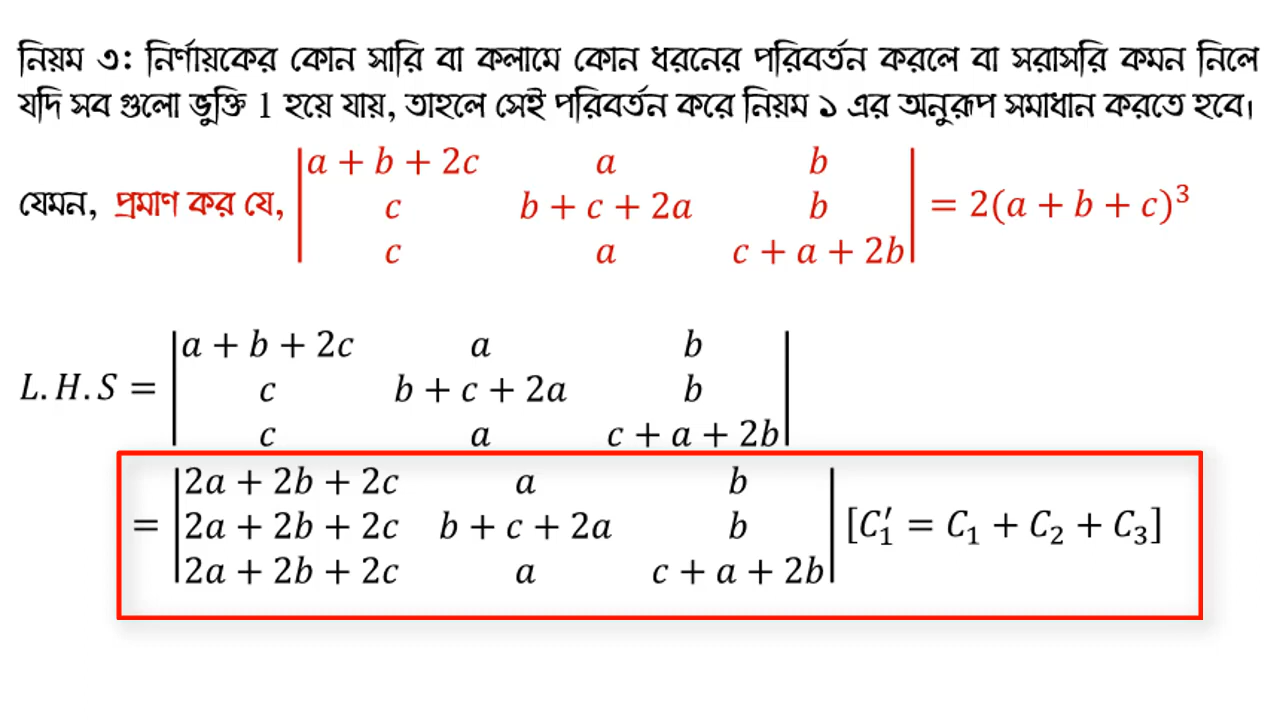 নিয়ম ৩: নির্ণায়কের কোন সারি বা কলামে কোন ধরনের পরিবর্তন করলে বা সরাসরি কমন নিলে
যদি সব গুলো ভুক্তি 1 হয়ে যায়, তাহলে সেই পরিবর্তন করে নিয়ম ১ এর অনুরূপ সমাধান করতে হবে।
a + b + 2c a b
যেমন, প্রমাণ কর যে, c b + c + 2a b = 2(a + b + c)³
c a c + a + 2b
a + b + 2c a b
L.H.S = c b + c + 2a b
c a c + a + 2b
2a + 2b + 2c a b
= 2a + 2b + 2c b + c + 2a b [C₁′ = C₁ + C₂ + C₃]
2a + 2b + 2c a c + a + 2b